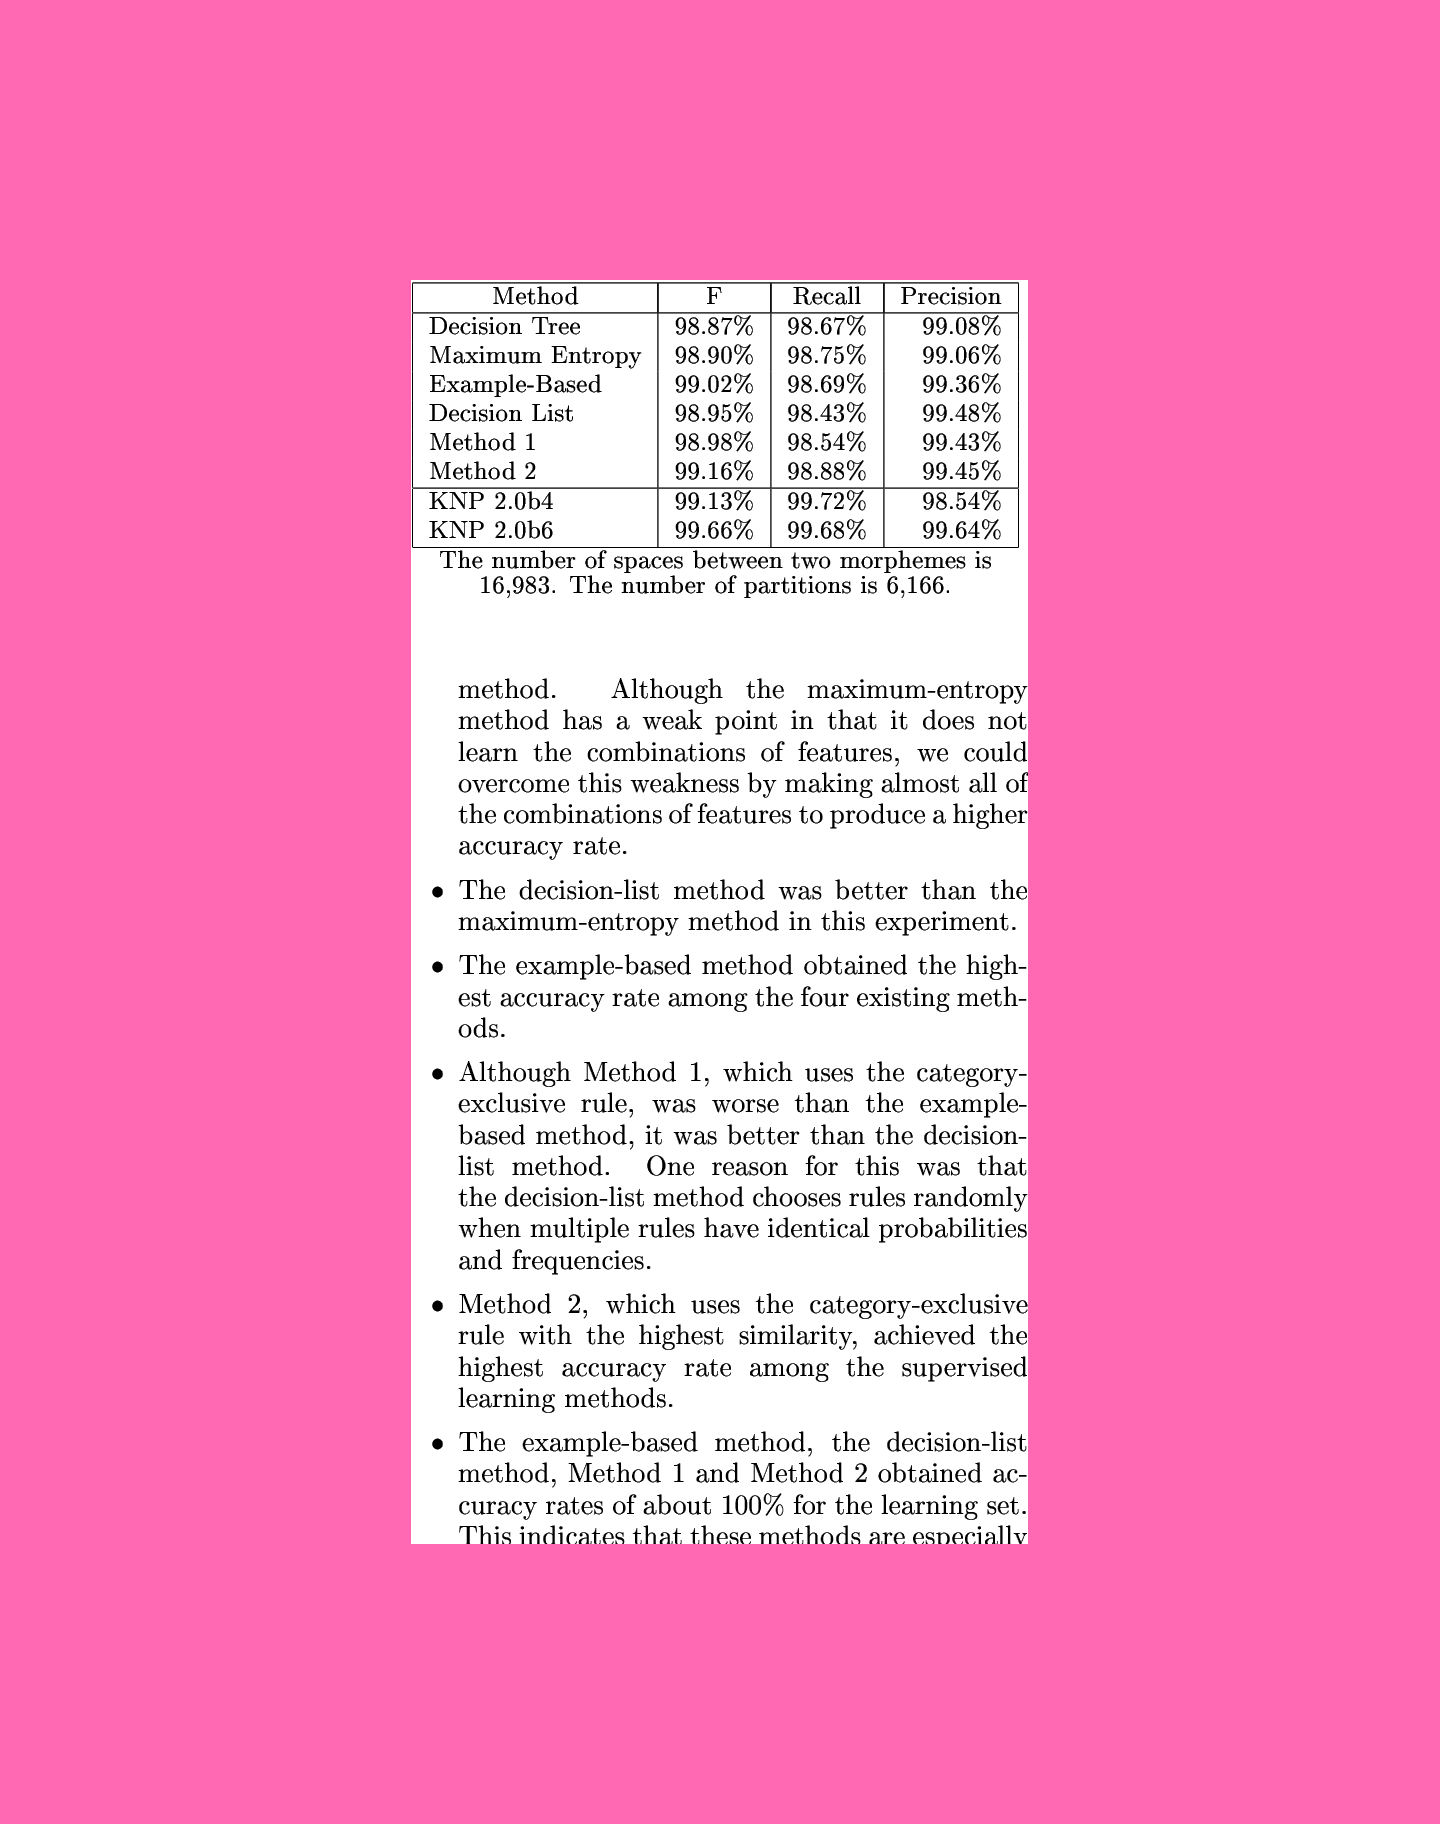 Method F Recall Precision
Decision Tree 98.87% 98.67% 99.08%
Maximum Entropy 98.90% 98.75% 99.06%
Example-Based 99.02% 98.69% 99.36%
Decision List 98.95% 98.43% 99.48%
Method 1 98.98% 98.54% 99.43%
Method 2 99.16% 98.88% 99.45%
KNP 2.0b4 99.13% 99.72% 98.54%
KNP 2.0b6 99.66% 99.68% 99.64%
The number of spaces between two morphemes is
16,983. The number of partitions is 6,166.
method. Although the maximum-entropy
method has a weak point in that it does not
learn the combinations of features, we could
overcome this weakness by making almost all of
the combinations of features to produce a higher
accuracy rate.
• The decision-list method was better than the
maximum-entropy method in this experiment.
• The example-based method obtained the high-
est accuracy rate among the four existing meth-
ods.
• Although Method 1, which uses the category-
exclusive rule, was worse than the example-
based method, it was better than the decision-
list method. One reason for this was that
the decision-list method chooses rules randomly
when multiple rules have identical probabilities
and frequencies.
• Method 2, which uses the category-exclusive
rule with the highest similarity, achieved the
highest accuracy rate among the supervised
learning methods.
• The example-based method, the decision-list
method, Method 1 and Method 2 obtained ac-
curacy rates of about 100% for the learning set.
This indicates that these methods are especially